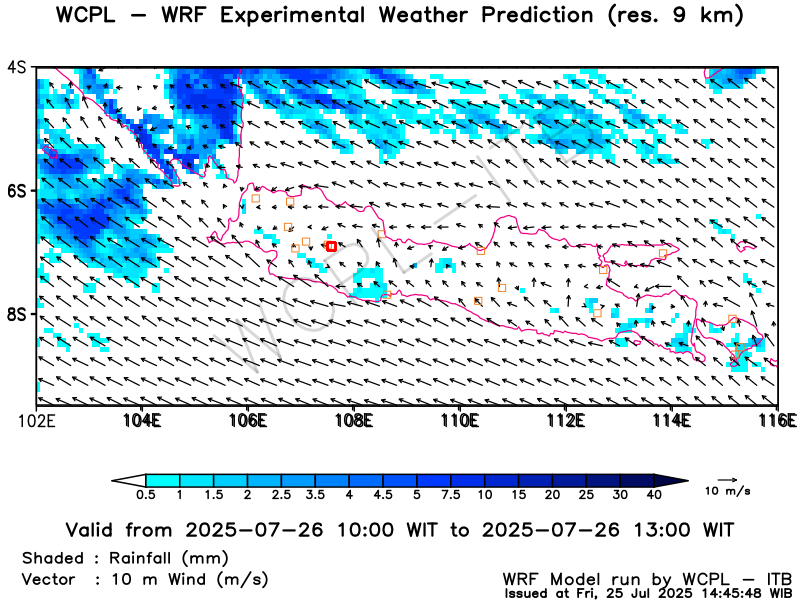 WCPL – WRF Experimental Weather Prediction (res. 9 km)
4S
6S
8S
WCPL–ITB
102E 104E 106E 108E 110E 112E 114E 116E
0.5 1 1.5 2 2.5 3.5 4 4.5 5 7.5 10 15 20 25 30 40
10 m/s
Valid from 2025–07–26 10:00 WIT to 2025–07–26 13:00 WIT
Shaded : Rainfall (mm)
Vector : 10 m Wind (m/s)
WRF Model run by WCPL – ITB
Issued at Fri, 25 Jul 2025 14:45:48 WIB